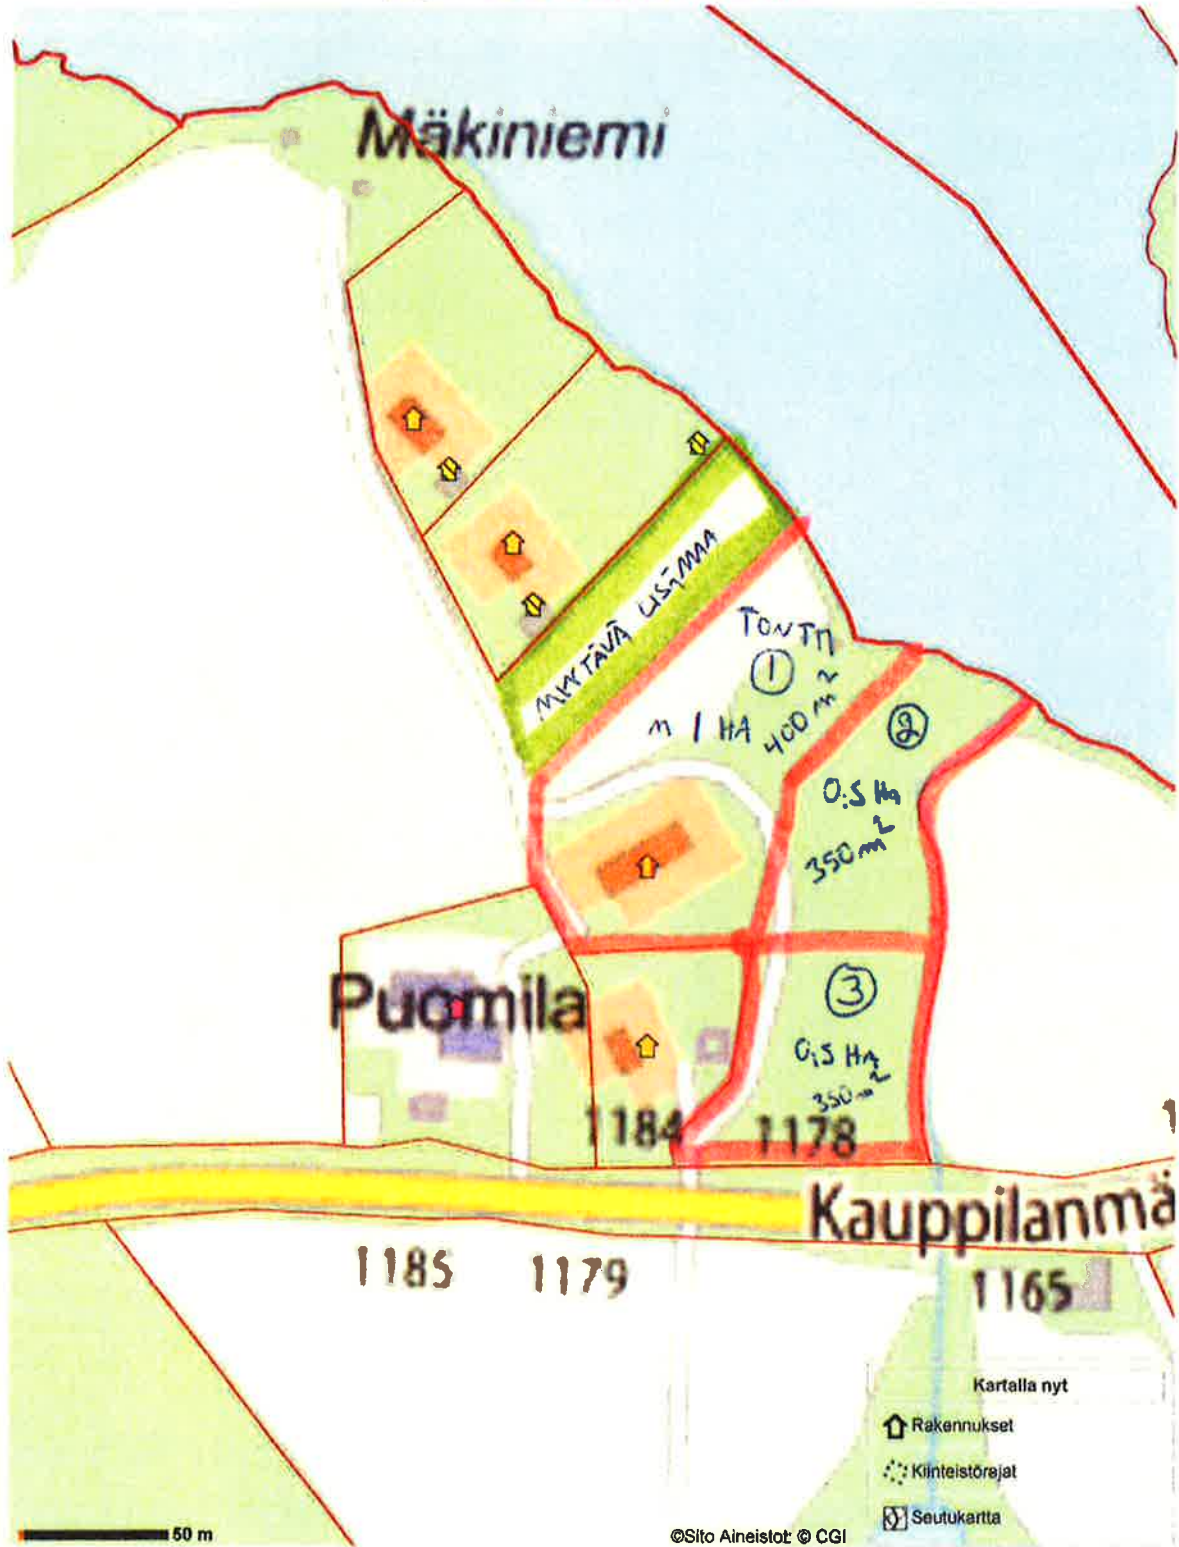 Mäkiniemi
MYYTÄVÄ LISÄMAA
TONTTI
1
n 1 HA
400 m²
2
0.5 Ha
350 m²
3
0,5 HA
350 m²
Puomila
1184
1178
Kauppilanmä
1185
1179
1165
Kartalla nyt
Rakennukset
Kiinteistörajat
Seutukartta
50 m
©Sito Aineistot: © CGI